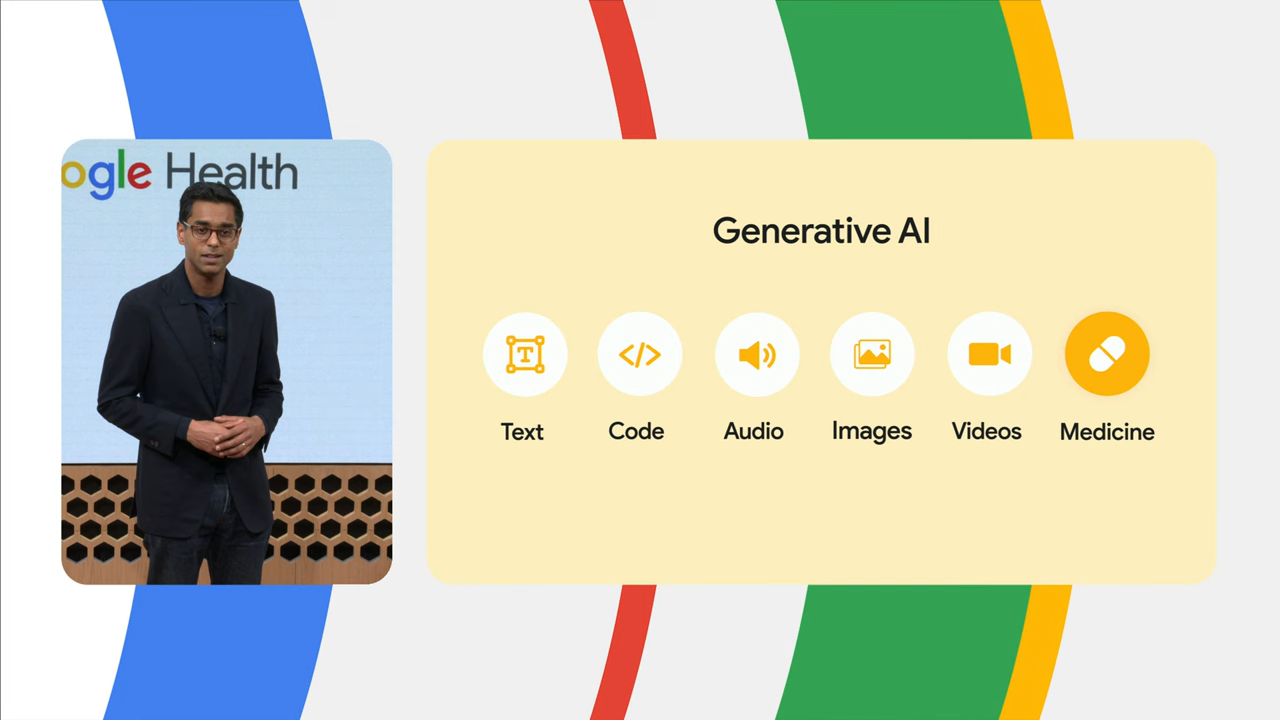 ogle Health
Generative AI
Text
Code
Audio
Images
Videos
Medicine